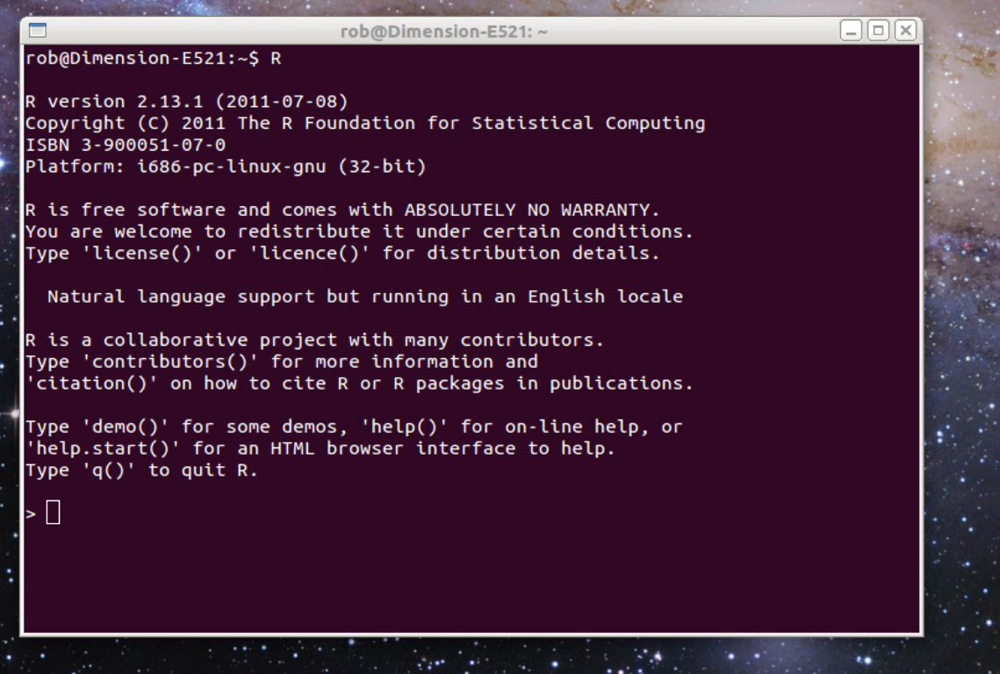 rob@Dimension-E521: ~
rob@Dimension-E521:~$ R
R version 2.13.1 (2011-07-08)
Copyright (C) 2011 The R Foundation for Statistical Computing
ISBN 3-900051-07-0
Platform: i686-pc-linux-gnu (32-bit)
R is free software and comes with ABSOLUTELY NO WARRANTY.
You are welcome to redistribute it under certain conditions.
Type 'license()' or 'licence()' for distribution details.
Natural language support but running in an English locale
R is a collaborative project with many contributors.
Type 'contributors()' for more information and
'citation()' on how to cite R or R packages in publications.
Type 'demo()' for some demos, 'help()' for on-line help, or
'help.start()' for an HTML browser interface to help.
Type 'q()' to quit R.
>